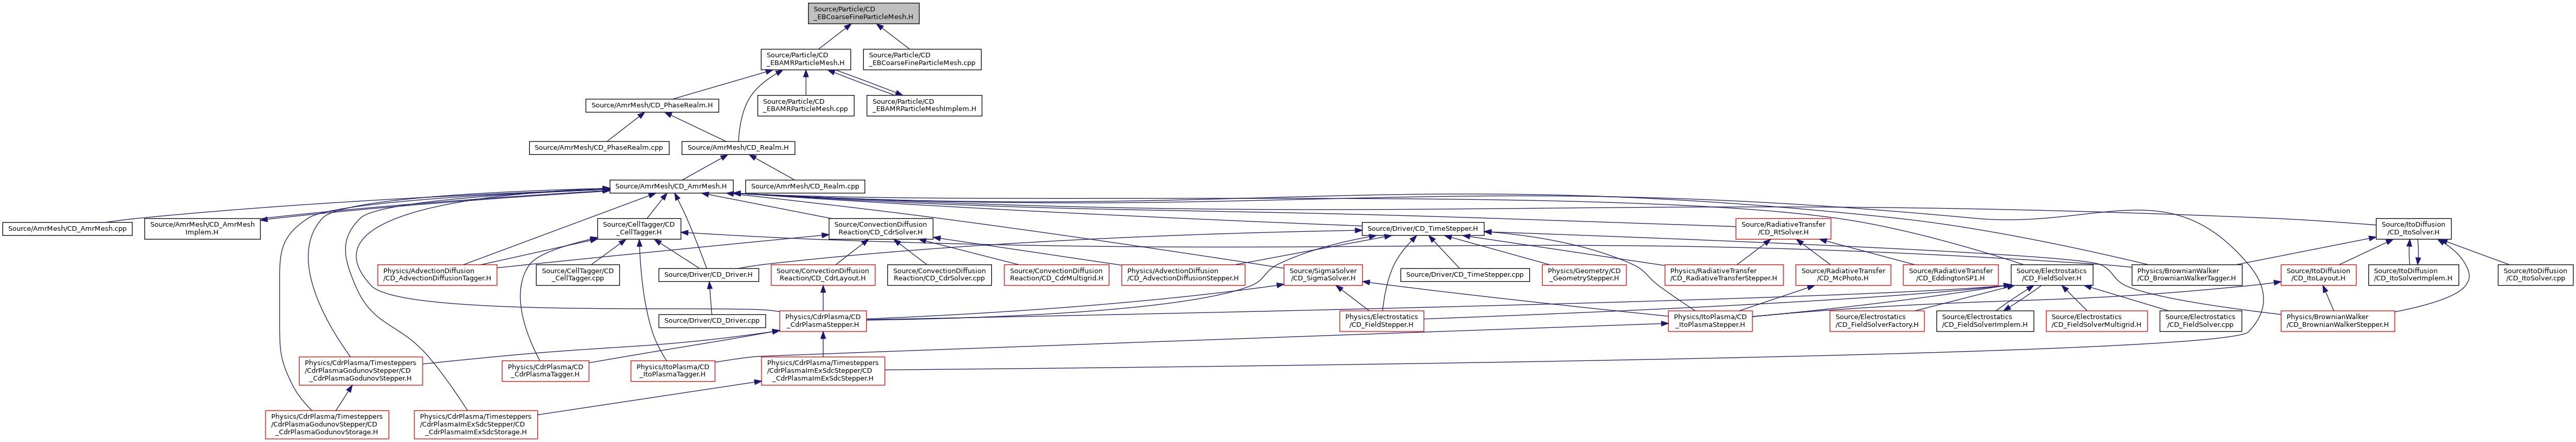 Source/Particle/CD
_EBCoarseFineParticleMesh.H
Source/Particle/CD
_EBAMRParticleMesh.H
Source/Particle/CD
_EBCoarseFineParticleMesh.cpp
Source/AmrMesh/CD_PhaseRealm.H
Source/Particle/CD
_EBAMRParticleMesh.cpp
Source/Particle/CD
_EBAMRParticleMeshImplem.H
Source/AmrMesh/CD_PhaseRealm.cpp
Source/AmrMesh/CD_Realm.H
Source/AmrMesh/CD_AmrMesh.H
Source/AmrMesh/CD_Realm.cpp
Source/AmrMesh/CD_AmrMesh.cpp
Source/AmrMesh/CD_AmrMesh
Implem.H
Source/CellTagger/CD
_CellTagger.H
Source/ConvectionDiffusion
Reaction/CD_CdrSolver.H
Source/Driver/CD_TimeStepper.H
Source/RadiativeTransfer
/CD_RtSolver.H
Source/ItoDiffusion
/CD_ItoSolver.H
Physics/AdvectionDiffusion
/CD_AdvectionDiffusionTagger.H
Source/CellTagger/CD
_CellTagger.cpp
Source/Driver/CD_Driver.H
Source/ConvectionDiffusion
Reaction/CD_CdrLayout.H
Source/ConvectionDiffusion
Reaction/CD_CdrSolver.cpp
Source/ConvectionDiffusion
Reaction/CD_CdrMultigrid.H
Physics/AdvectionDiffusion
/CD_AdvectionDiffusionStepper.H
Source/SigmaSolver
/CD_SigmaSolver.H
Source/Driver/CD_TimeStepper.cpp
Physics/Geometry/CD
_GeometryStepper.H
Physics/RadiativeTransfer
/CD_RadiativeTransferStepper.H
Source/RadiativeTransfer
/CD_McPhoto.H
Source/RadiativeTransfer
/CD_EddingtonSP1.H
Source/Electrostatics
/CD_FieldSolver.H
Physics/BrownianWalker
/CD_BrownianWalkerTagger.H
Source/ItoDiffusion
/CD_ItoLayout.H
Source/ItoDiffusion
/CD_ItoSolverImplem.H
Source/ItoDiffusion
/CD_ItoSolver.cpp
Source/Driver/CD_Driver.cpp
Physics/CdrPlasma/CD
_CdrPlasmaStepper.H
Physics/Electrostatics
/CD_FieldStepper.H
Physics/ItoPlasma/CD
_ItoPlasmaStepper.H
Source/Electrostatics
/CD_FieldSolverFactory.H
Source/Electrostatics
/CD_FieldSolverImplem.H
Source/Electrostatics
/CD_FieldSolverMultigrid.H
Source/Electrostatics
/CD_FieldSolver.cpp
Physics/BrownianWalker
/CD_BrownianWalkerStepper.H
Physics/CdrPlasma/Timesteppers
/CdrPlasmaGodunovStepper/CD
_CdrPlasmaGodunovStepper.H
Physics/CdrPlasma/CD
_CdrPlasmaTagger.H
Physics/ItoPlasma/CD
_ItoPlasmaTagger.H
Physics/CdrPlasma/Timesteppers
/CdrPlasmaImExSdcStepper/CD
_CdrPlasmaImExSdcStepper.H
Physics/CdrPlasma/Timesteppers
/CdrPlasmaGodunovStepper/CD
_CdrPlasmaGodunovStorage.H
Physics/CdrPlasma/Timesteppers
/CdrPlasmaImExSdcStepper/CD
_CdrPlasmaImExSdcStorage.H